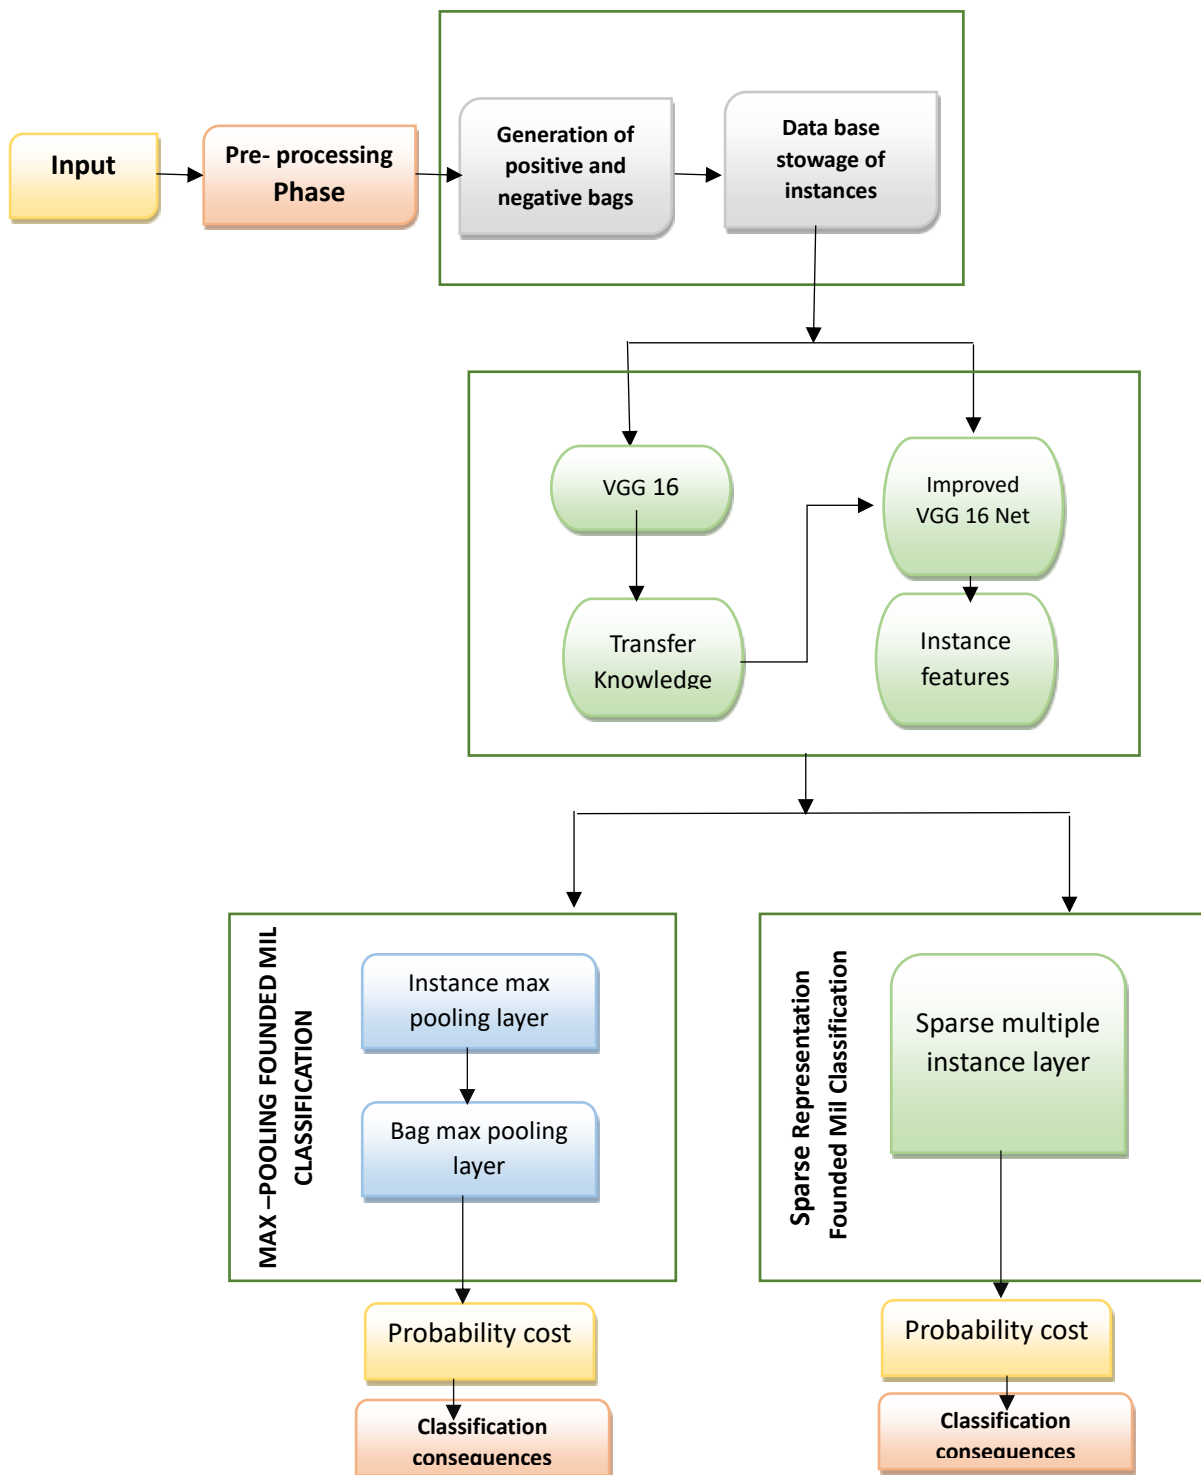 Input
Pre- processing
Phase
Generation of
positive and
negative bags
Data base
stowage of
instances
VGG 16
Improved
VGG 16 Net
Transfer
Knowledge
Instance
features
MAX –POOLING FOUNDED MIL
CLASSIFICATION
Instance max
pooling layer
Bag max pooling
layer
Sparse Representation
Founded Mil Classification
Sparse multiple
instance layer
Probability cost
Classification
consequences
Probability cost
Classification
consequences